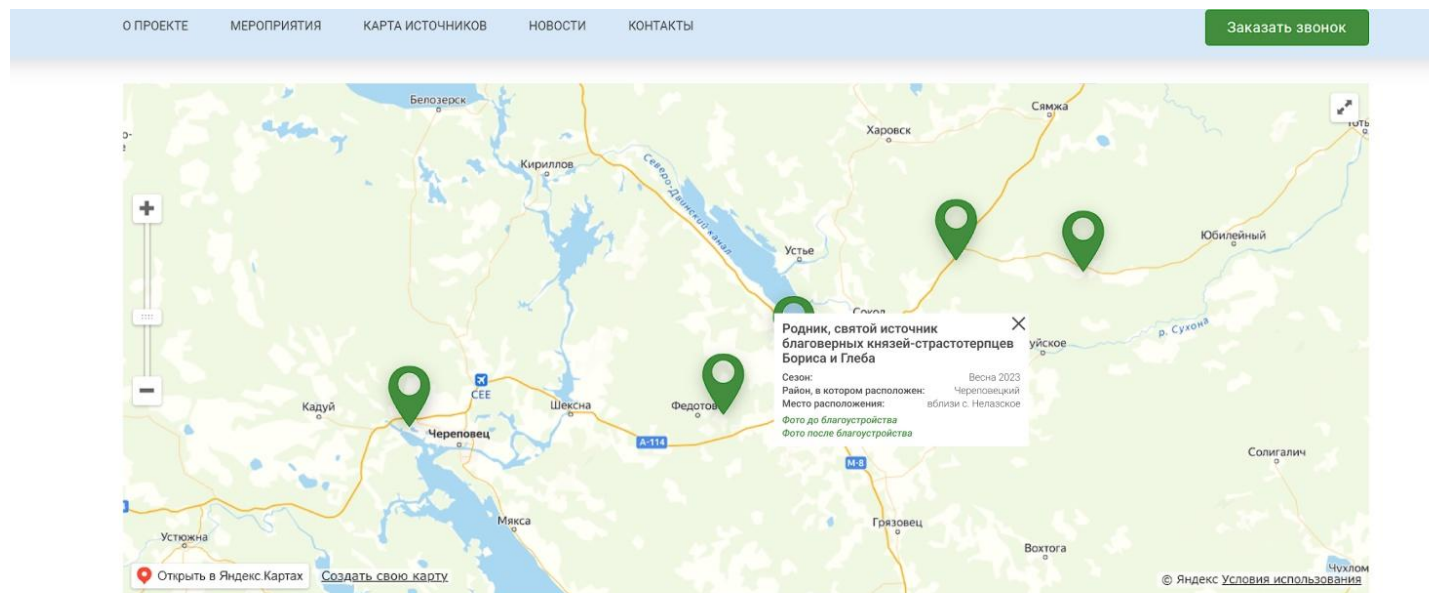 О ПРОЕКТЕ МЕРОПРИЯТИЯ КАРТА ИСТОЧНИКОВ НОВОСТИ КОНТАКТЫ Заказать звонок
Белозерск
Сямжа
Харовск
Кириллов
Северо-Двинский канал
Устье
Юбилейный
Сокол
р. Сухона
Родник, святой источник
благоверных князей-страстотерпцев
Бориса и Глеба
Сезон: Весна 2023
Район, в котором расположен: Череповецкий
Место расположения: вблизи с. Нелазское
Фото до благоустройства
Фото после благоустройства
уйское
CEE
Кадуй
Шексна
Федотов
Череповец
А-114
М-8
Солигалич
Мякса
Грязовец
Устюжна
Вохтога
Чухлом
Открыть в Яндекс.Картах Создать свою карту
© Яндекс Условия использования